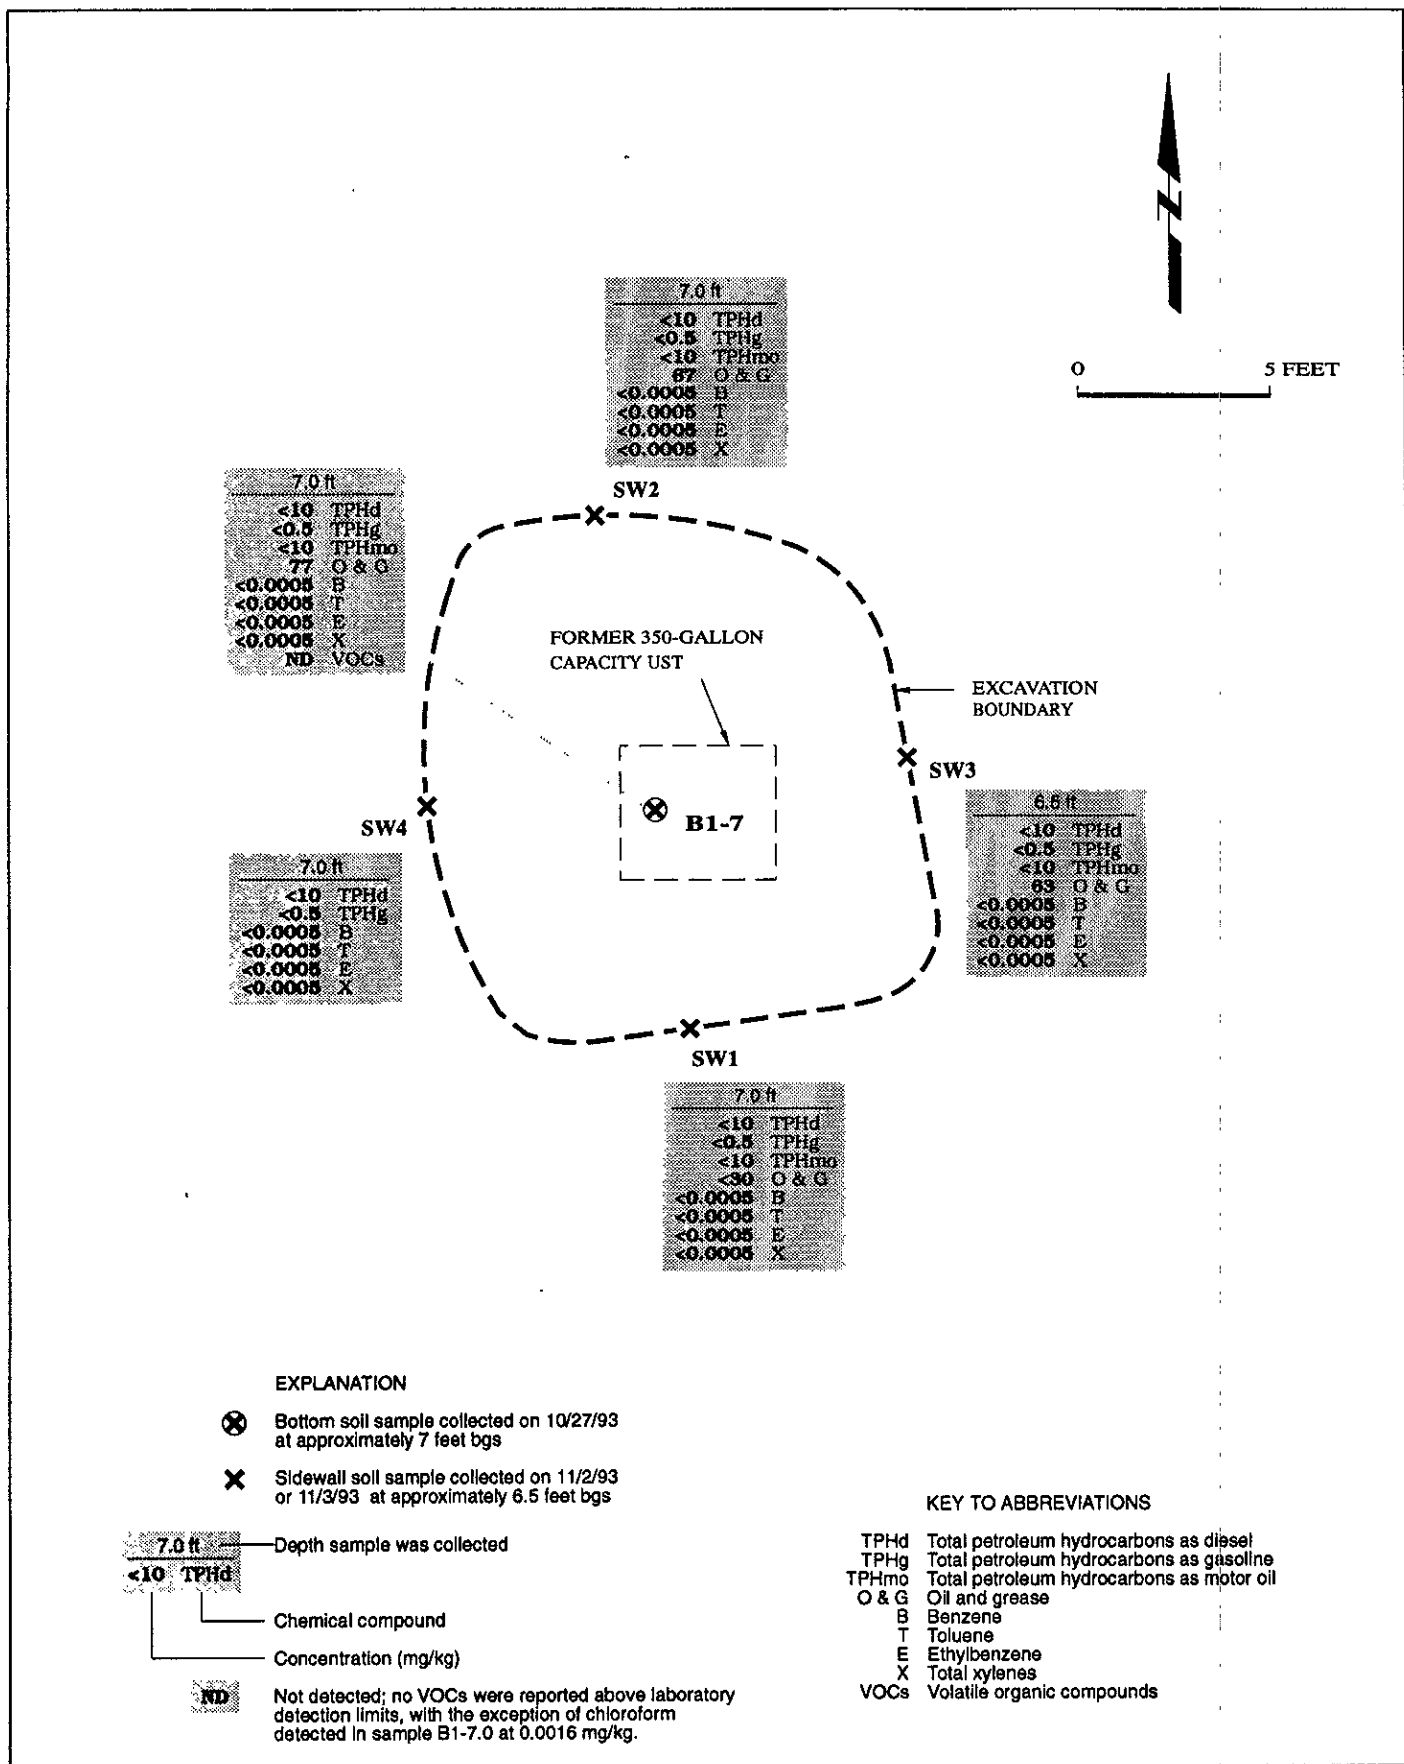 N
0 5 FEET
7.0 ft
<10 TPHd
<0.5 TPHg
<10 TPHmo
67 O & G
<0.0005 B
<0.0005 T
<0.0005 E
<0.0005 X
SW2
7.0 ft
<10 TPHd
<0.5 TPHg
<10 TPHmo
77 O & G
<0.0005 B
<0.0005 T
<0.0005 E
<0.0005 X
ND VOCs
FORMER 350-GALLON
CAPACITY UST
EXCAVATION
BOUNDARY
SW3
6.5 ft
<10 TPHd
<0.5 TPHg
<10 TPHmo
63 O & G
<0.0005 B
<0.0005 T
<0.0005 E
<0.0005 X
B1-7
SW4
7.0 ft
<10 TPHd
<0.5 TPHg
<0.0005 B
<0.0005 T
<0.0005 E
<0.0005 X
SW1
7.0 ft
<10 TPHd
<0.5 TPHg
<10 TPHmo
<30 O & G
<0.0005 B
<0.0005 T
<0.0005 E
<0.0005 X
EXPLANATION
Bottom soil sample collected on 10/27/93
at approximately 7 feet bgs
Sidewall soil sample collected on 11/2/93
or 11/3/93 at approximately 6.5 feet bgs
7.0 ft Depth sample was collected
<10 TPHd
Chemical compound
Concentration (mg/kg)
ND Not detected; no VOCs were reported above laboratory
detection limits, with the exception of chloroform
detected in sample B1-7.0 at 0.0016 mg/kg.
KEY TO ABBREVIATIONS
TPHd Total petroleum hydrocarbons as diesel
TPHg Total petroleum hydrocarbons as gasoline
TPHmo Total petroleum hydrocarbons as motor oil
O & G Oil and grease
B Benzene
T Toluene
E Ethylbenzene
X Total xylenes
VOCs Volatile organic compounds